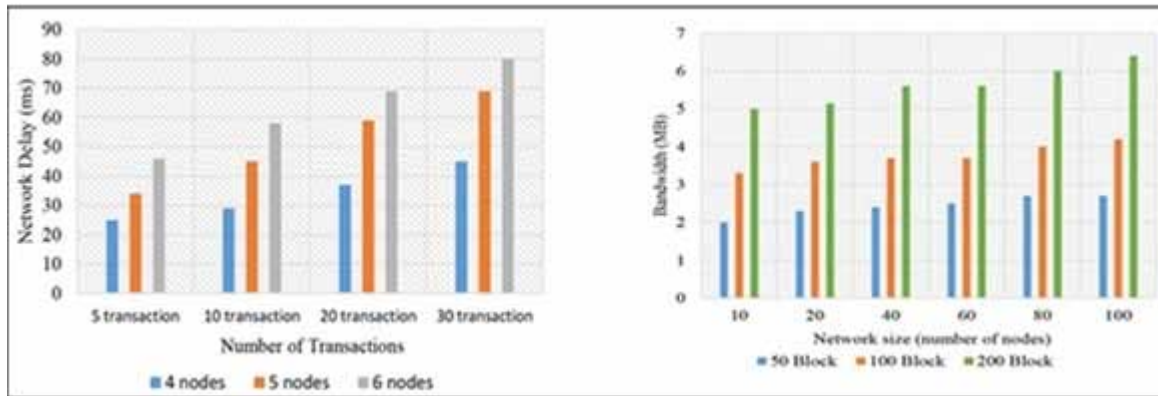 90
80
70
60
50
40
30
20
10
0
Network Delay (ms)
5 transaction 10 transaction 20 transaction 30 transaction
Number of Transactions
4 nodes 5 nodes 6 nodes
7
6
5
4
3
2
1
0
Bandwidth (MB)
10 20 40 60 80 100
Network size (number of nodes)
50 Block 100 Block 200 Block